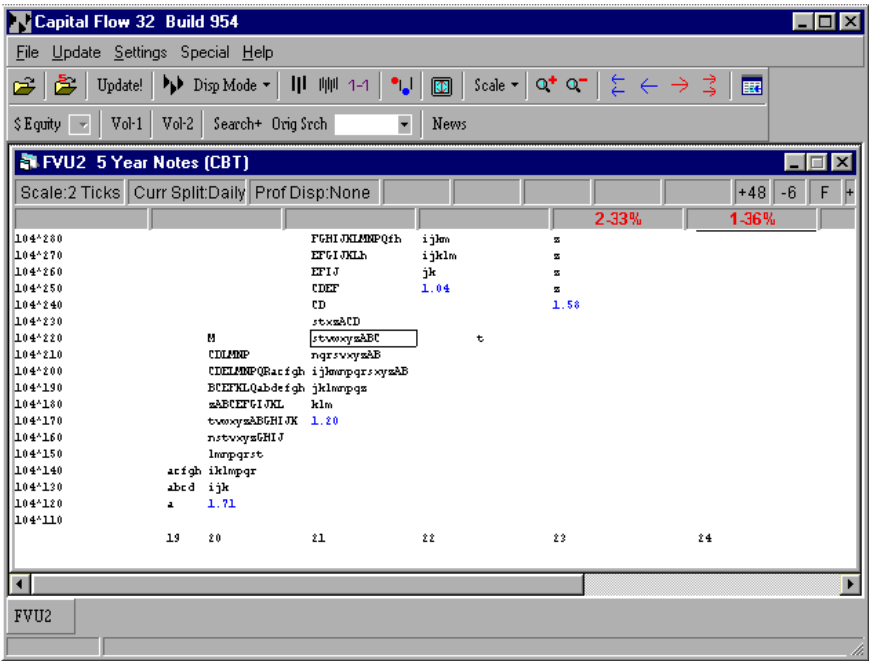 Capital Flow 32 Build 954
File Update Settings Special Help
Update! Disp Mode 1-1 Scale
$ Equity Vol-1 Vol-2 Search+ Orig Srch News
FVU2 5 Year Notes (CBT)
Scale:2 Ticks Curr Split:Daily Prof Disp:None +48 -6 F +
2-33% 1-36%
104^280 FGHIJKLMNPQfh ijkm z
104^270 EFGIJKLh ijklm z
104^260 EFIJ jk z
104^250 CDEF 1.04 z
104^240 CD 1.58
104^230 stxzACD
104^220 M stvwxyzABC t
104^210 CDLMNP nqrsvxyzAB
104^200 CDELMNPQRacfgh ijkmnpqrsxyzAB
104^190 BCEFKLQabdefgh jklmnpqs
104^180 zABCEFGIJKL klm
104^170 tvwxyzABGHIJK 1.20
104^160 nstvxyzGHIJ
104^150 lmnpqrst
104^140 acfgh iklmpqr
104^130 abcd ijk
104^120 a 1.71
104^110
19 20 21 22 23 24
FVU2